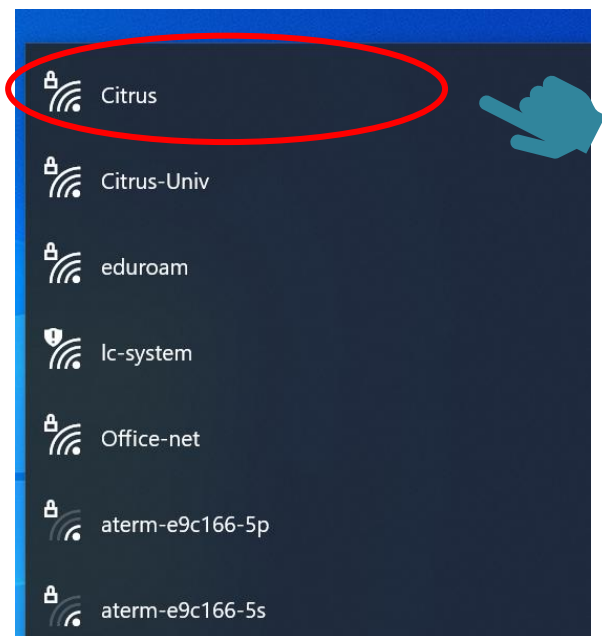 Citrus
Citrus-Univ
eduroam
lc-system
Office-net
aterm-e9c166-5p
aterm-e9c166-5s